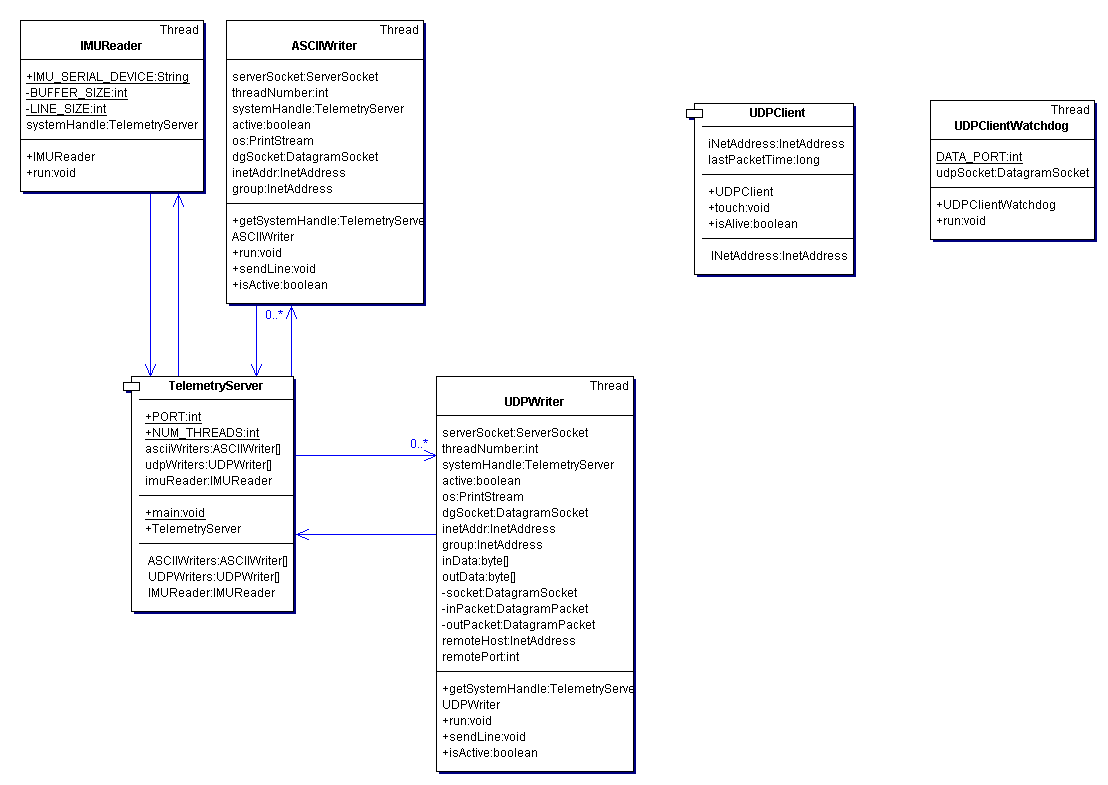 Thread
IMUReader
+IMU_SERIAL_DEVICE:String
-BUFFER_SIZE:int
-LINE_SIZE:int
systemHandle:TelemetryServer
+IMUReader
+run:void
Thread
ASCIIWriter
serverSocket:ServerSocket
threadNumber:int
systemHandle:TelemetryServer
active:boolean
os:PrintStream
dgSocket:DatagramSocket
inetAddr:InetAddress
group:InetAddress
+getSystemHandle:TelemetryServe
ASCIIWriter
+run:void
+sendLine:void
+isActive:boolean
UDPClient
iNetAddress:InetAddress
lastPacketTime:long
+UDPClient
+touch:void
+isAlive:boolean
INetAddress:InetAddress
Thread
UDPClientWatchdog
DATA_PORT:int
udpSocket:DatagramSocket
+UDPClientWatchdog
+run:void
0..*
TelemetryServer
+PORT:int
+NUM_THREADS:int
asciiWriters:ASCIIWriter[]
udpWriters:UDPWriter[]
imuReader:IMUReader
+main:void
+TelemetryServer
ASCIIWriters:ASCIIWriter[]
UDPWriters:UDPWriter[]
IMUReader:IMUReader
0..*
Thread
UDPWriter
serverSocket:ServerSocket
threadNumber:int
systemHandle:TelemetryServer
active:boolean
os:PrintStream
dgSocket:DatagramSocket
inetAddr:InetAddress
group:InetAddress
inData:byte[]
outData:byte[]
-socket:DatagramSocket
-inPacket:DatagramPacket
-outPacket:DatagramPacket
remoteHost:InetAddress
remotePort:int
+getSystemHandle:TelemetryServe
UDPWriter
+run:void
+sendLine:void
+isActive:boolean